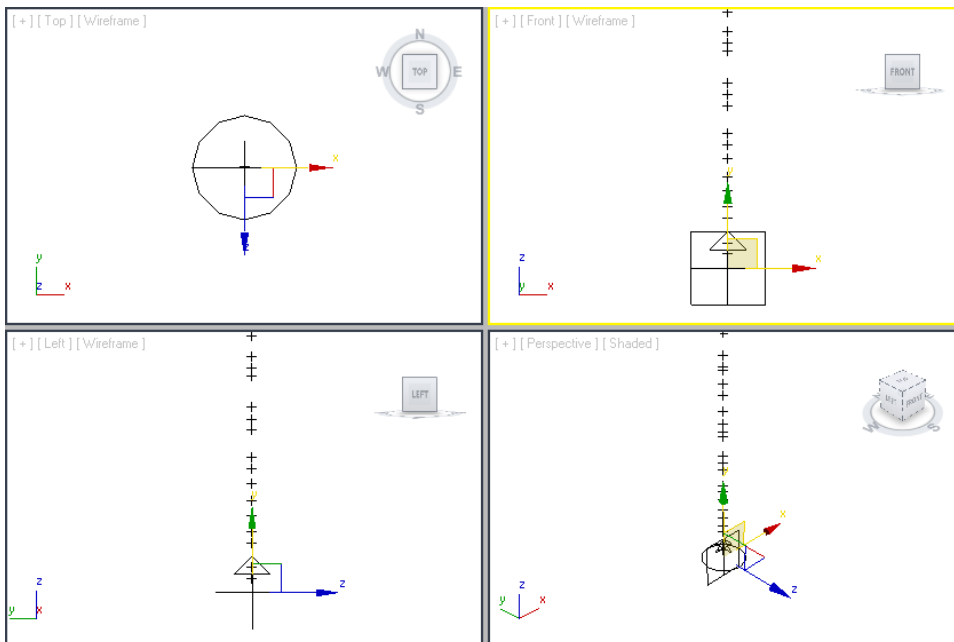 [ + ] [ Top ] [ Wireframe ]
N
W
TOP
E
S
x
z
y
z
x
[ + ] [ Front ] [ Wireframe ]
FRONT
y
x
z
y
x
[ + ] [ Left ] [ Wireframe ]
LEFT
y
z
z
y
x
[ + ] [ Perspective ] [ Shaded ]
W
S
y
x
z
z
y
x